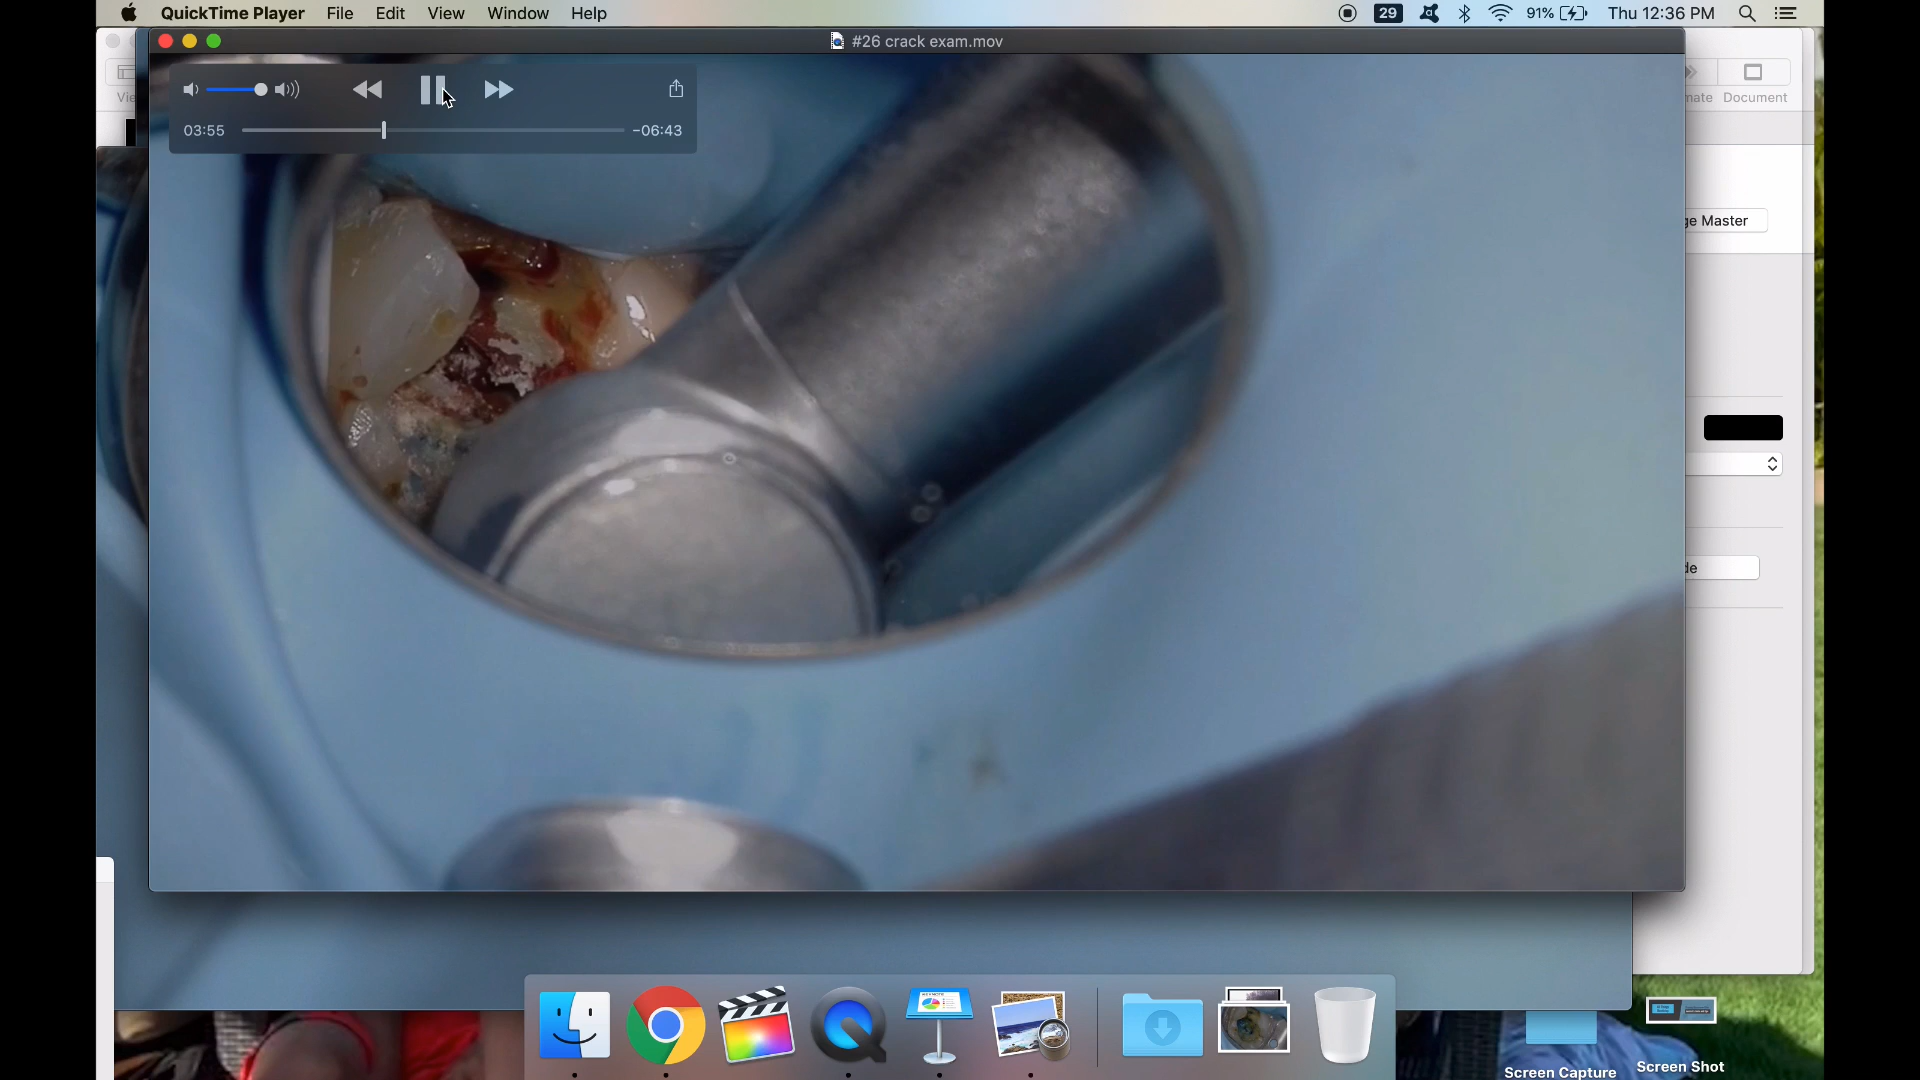 QuickTime Player File Edit View Window Help
29 91% Thu 12:36 PM
#26 crack exam.mov
Document
03:55 -06:43
ge Master
de
Screen Capture
Screen Shot